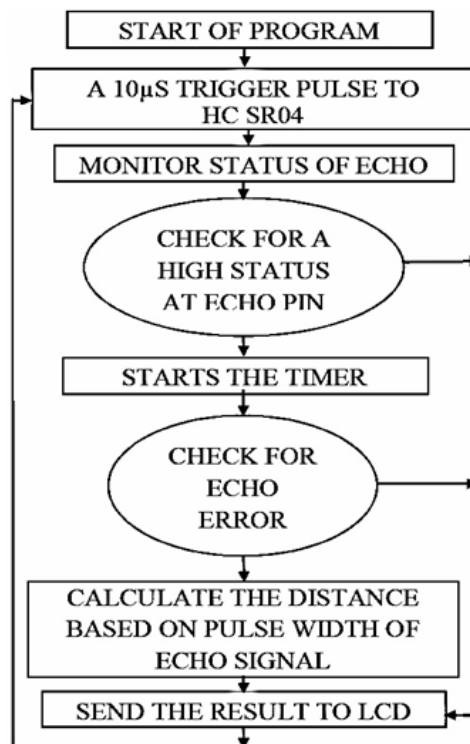 START OF PROGRAM
A 10µS TRIGGER PULSE TO
HC SR04
MONITOR STATUS OF ECHO
CHECK FOR A
HIGH STATUS
AT ECHO PIN
STARTS THE TIMER
CHECK FOR
ECHO
ERROR
CALCULATE THE DISTANCE
BASED ON PULSE WIDTH OF
ECHO SIGNAL
SEND THE RESULT TO LCD